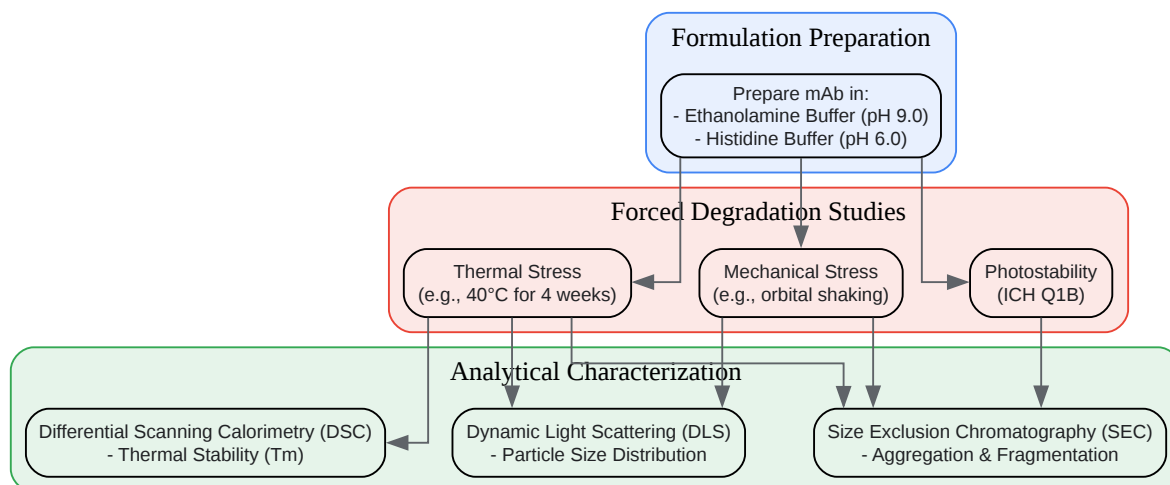 Formulation Preparation
Prepare mAb in:
- Ethanolamine Buffer (pH 9.0)
- Histidine Buffer (pH 6.0)
Forced Degradation Studies
Thermal Stress
(e.g., 40°C for 4 weeks)
Mechanical Stress
(e.g., orbital shaking)
Photostability
(ICH Q1B)
Analytical Characterization
Differential Scanning Calorimetry (DSC)
- Thermal Stability (Tm)
Dynamic Light Scattering (DLS)
- Particle Size Distribution
Size Exclusion Chromatography (SEC)
- Aggregation & Fragmentation